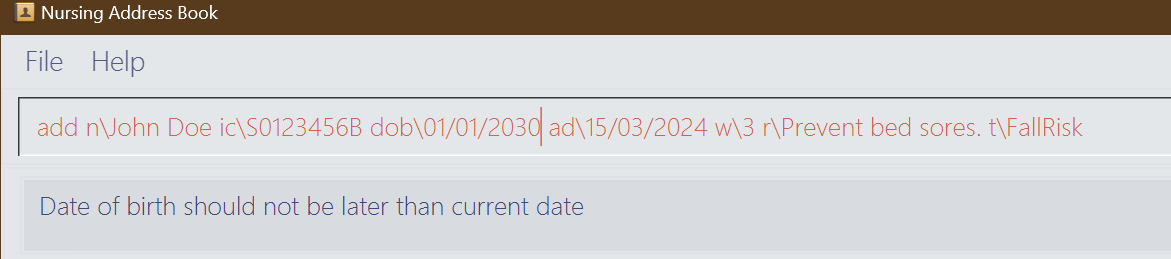 Nursing Address Book
File Help
add n\John Doe ic\S0123456B dob\01/01/2030 ad\15/03/2024 w\3 r\Prevent bed sores. t\FallRisk
Date of birth should not be later than current date